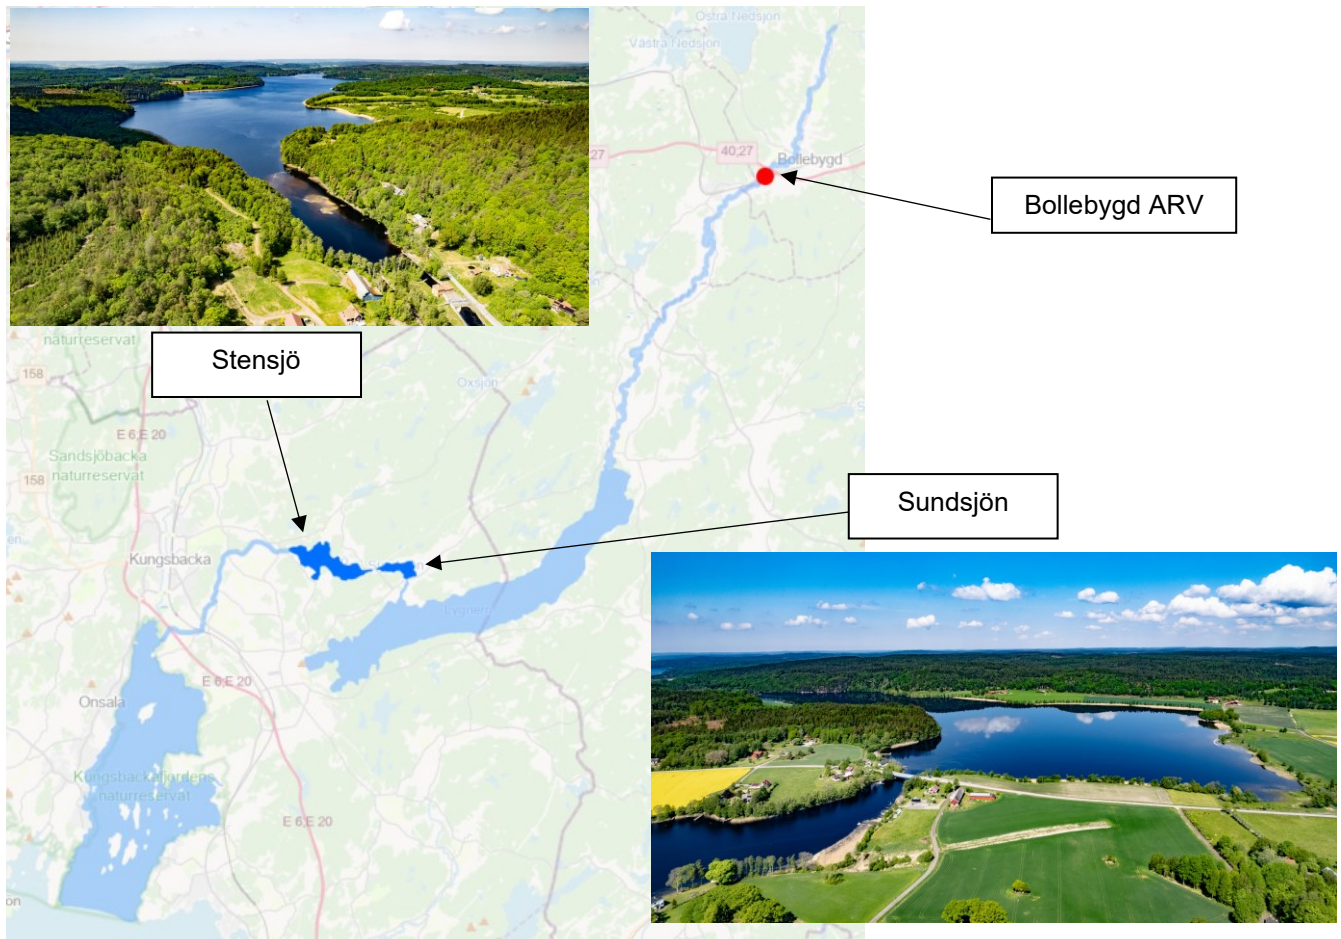 Östra Nedsjön
Västra Nedsjön
27
40;27
Bollebygd
Bollebygd ARV
naturreservat
Stensjö
158
Oxsjön
E 6;E 20
Sandsjöbacka
naturreservat
158
Sundsjön
Kungsbacka
Lygnern
E 6;E 20
Onsala
Kungsbackafjordens
naturreservat
E 6;E 20